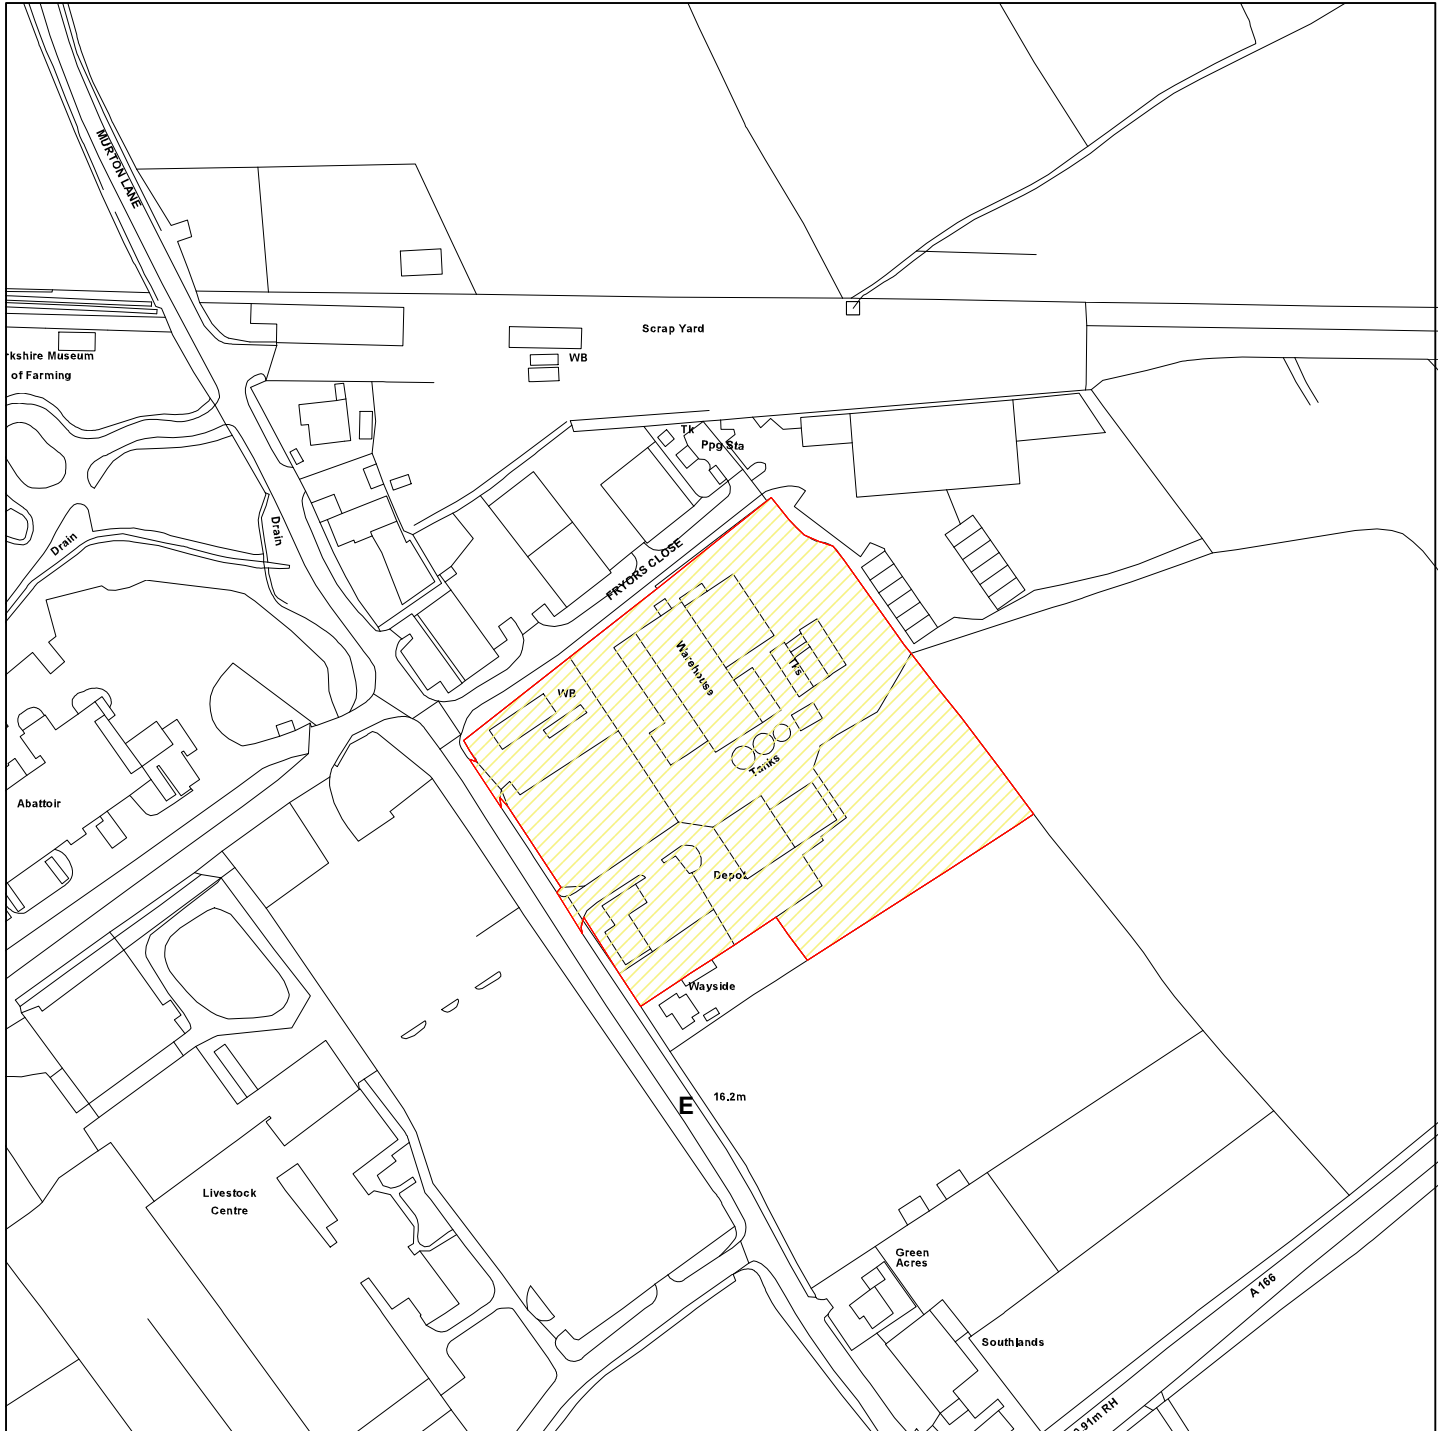 MURTON LANE
Scrap Yard
WB
rkshire Museum
of Farming
Tk
Ppg Sta
Drain
Drain
FRYORS CLOSE
Warehouse
Tks
WB
Tanks
Abattoir
Depot
Wayside
E
16.2m
Livestock
Centre
Green
Acres
A 166
Southlands
0.91m RH